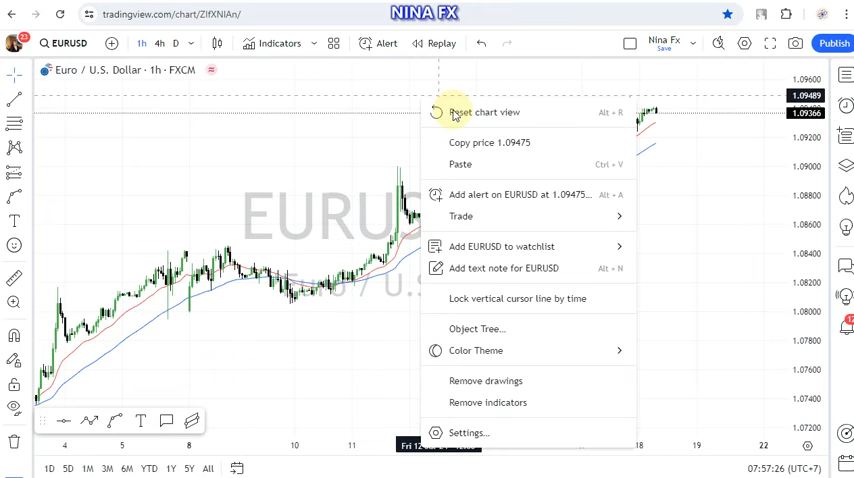 NINA FX
tradingview.com/chart/ZIfXNIAn/
23
EURUSD
1h
4h
D
Indicators
Alert
Replay
Nina Fx
Save
Publish
Euro / U.S. Dollar · 1h · FXCM
1.09600
1.09489
1.09366
1.09200
1.09000
1.08800
1.08600
1.08400
1.08200
1.08000
1.07800
1.07600
1.07400
1.07200
Reset chart view Alt + R
Copy price 1.09475
Paste Ctrl + V
Add alert on EURUSD at 1.09475... Alt + A
Trade
Add EURUSD to watchlist
Add text note for EURUSD Alt + N
Lock vertical cursor line by time
Object Tree...
Color Theme
Remove drawings
Remove indicators
Settings...
EURUS
Euro / U.S
12
4 5 8 10 11 Fri 12 18 19 22
1D 5D 1M 3M 6M YTD 1Y 5Y All
07:57:26 (UTC+7)